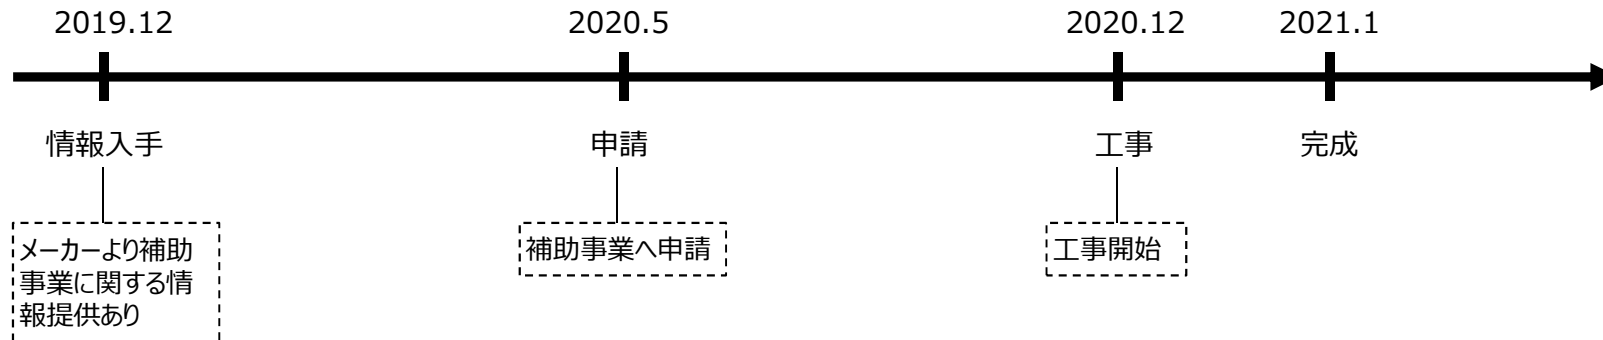 2019.12 2020.5 2020.12 2021.1
情報入手 申請 工事 完成
メーカーより補助
事業に関する情
報提供あり
補助事業へ申請
工事開始